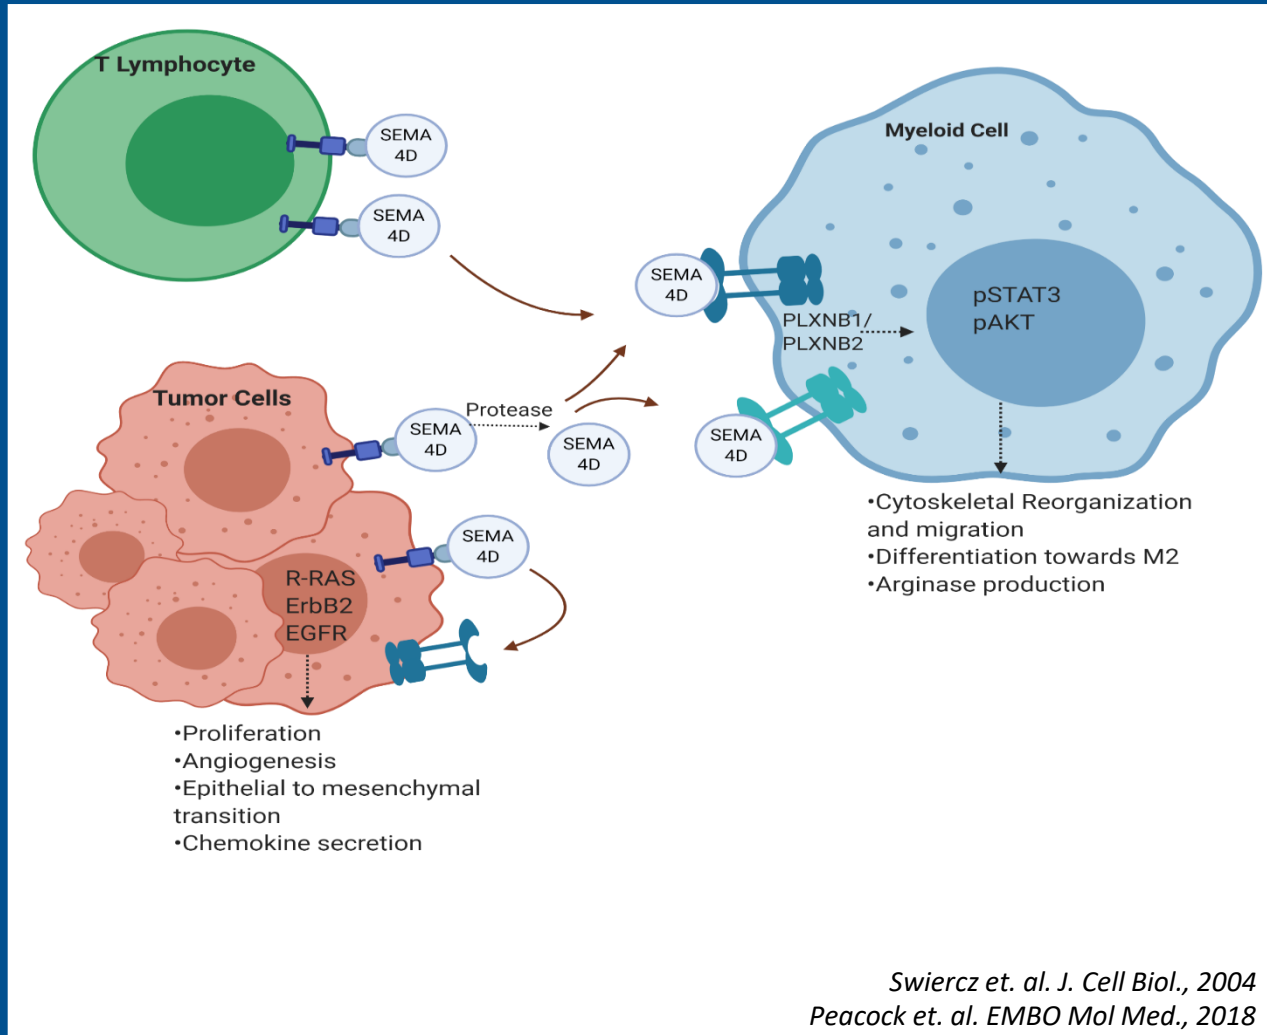 T Lymphocyte
SEMA
4D
SEMA
4D
Myeloid Cell
SEMA
4D
PLXNB1/
PLXNB2
pSTAT3
pAKT
Tumor Cells
SEMA
4D
Protease
SEMA
4D
SEMA
4D
SEMA
4D
R-RAS
ErbB2
EGFR
•Cytoskeletal Reorganization
and migration
•Differentiation towards M2
•Arginase production
•Proliferation
•Angiogenesis
•Epithelial to mesenchymal
transition
•Chemokine secretion
Swiercz et. al. J. Cell Biol., 2004
Peacock et. al. EMBO Mol Med., 2018